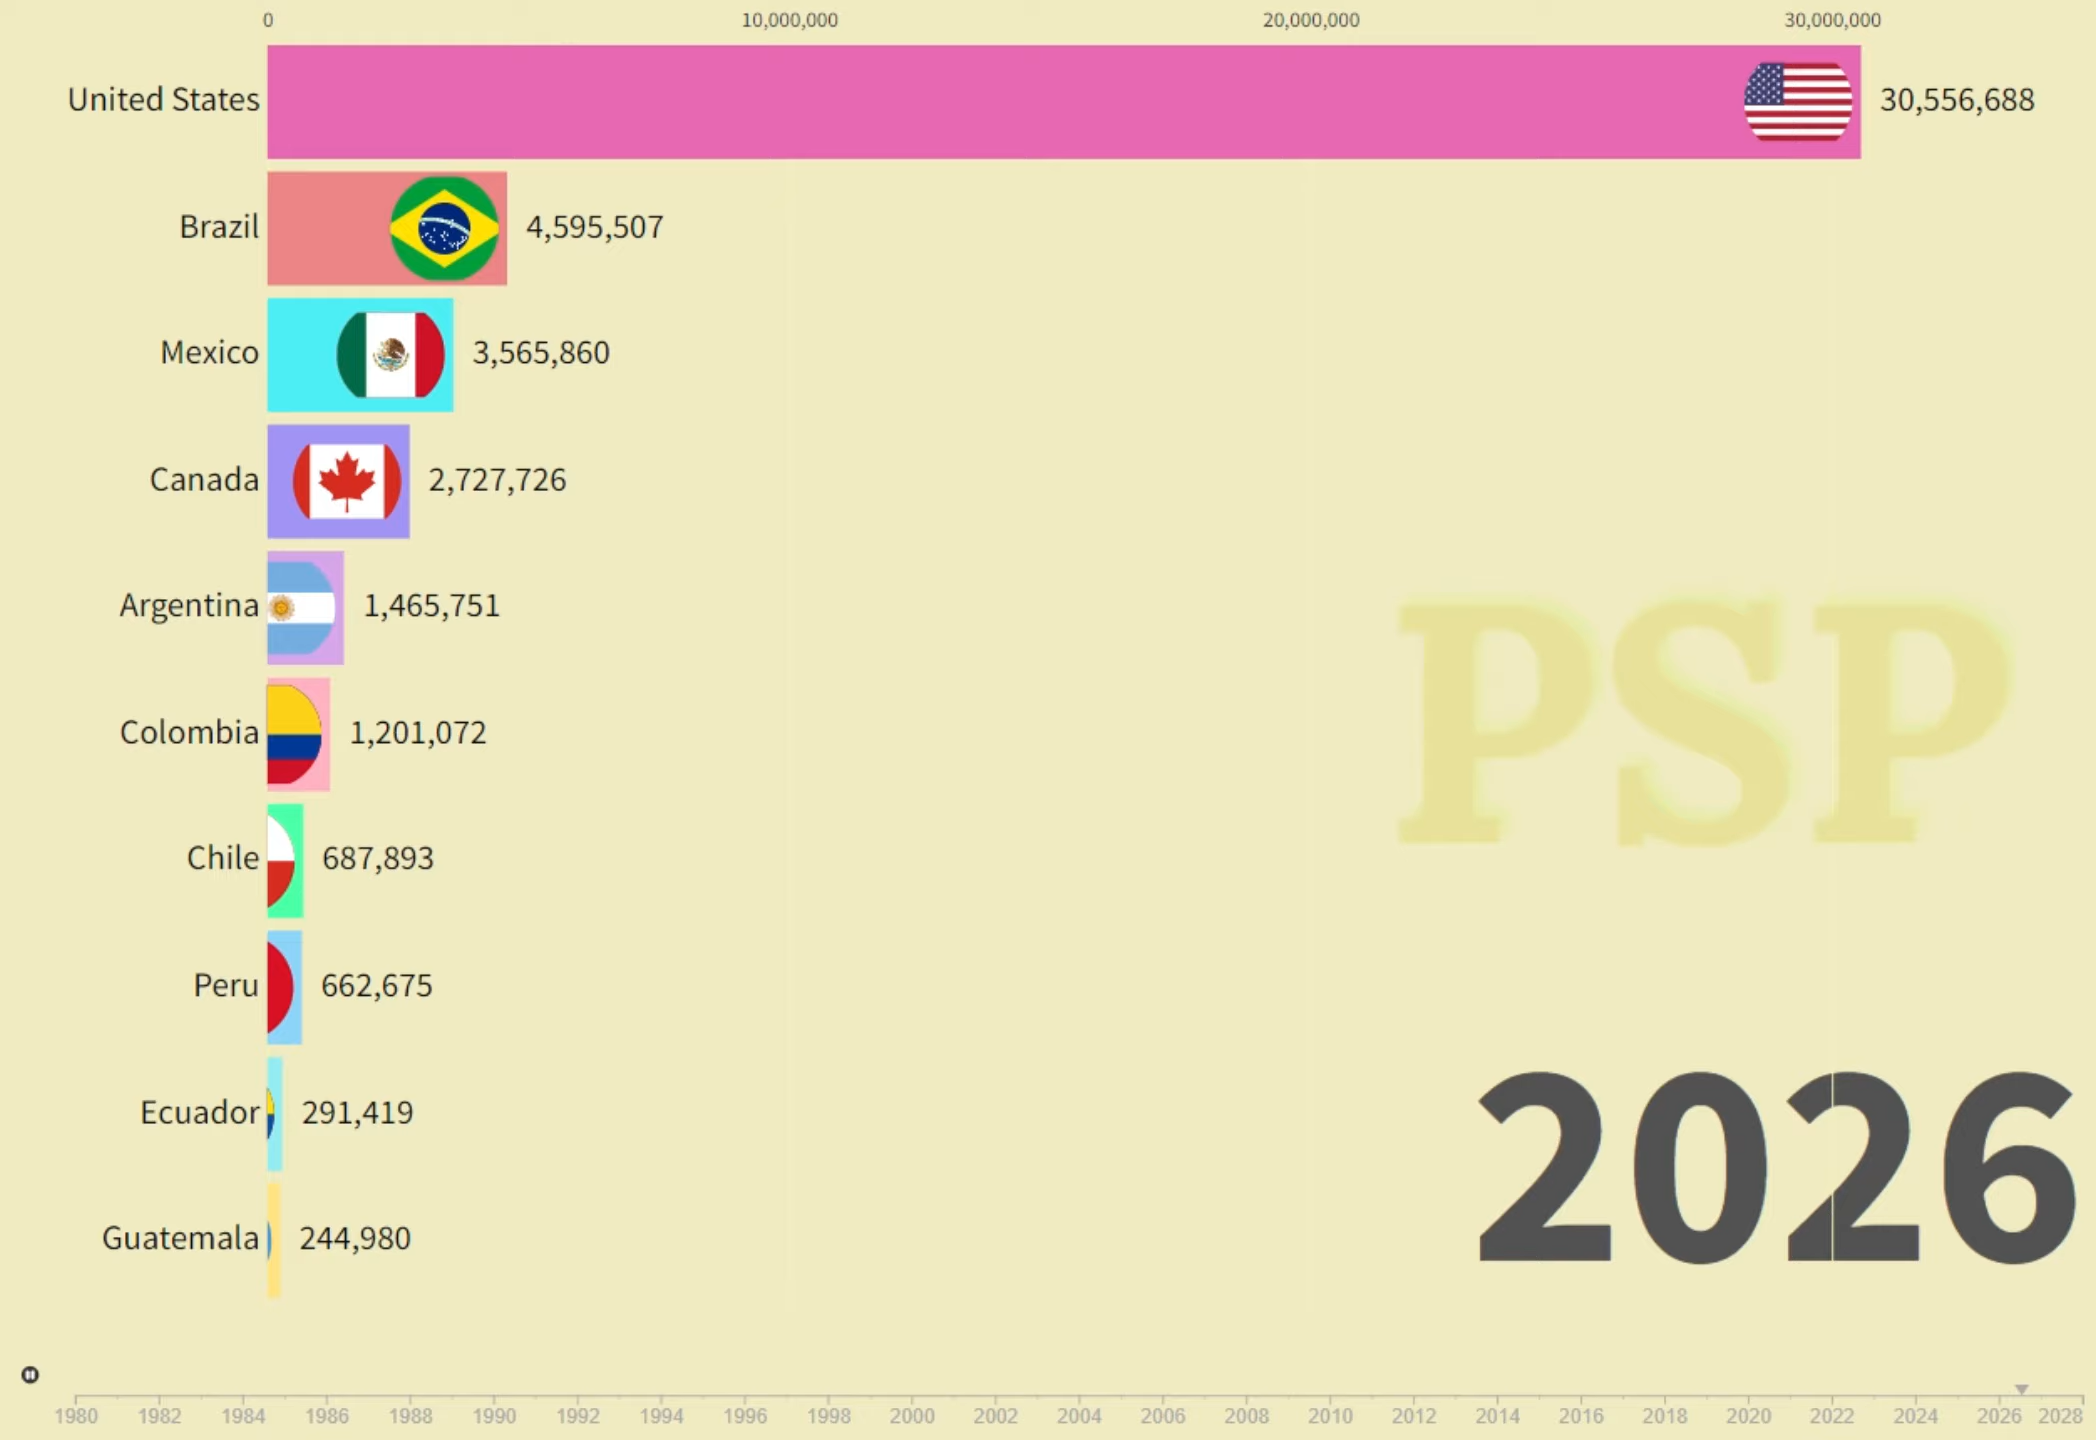 0 10,000,000 20,000,000 30,000,000
United States 30,556,688
Brazil 4,595,507
Mexico 3,565,860
Canada 2,727,726
Argentina 1,465,751
Colombia 1,201,072
PSP
Chile 687,893
Peru 662,675
Ecuador 291,419
2026
Guatemala 244,980
1980 1982 1984 1986 1988 1990 1992 1994 1996 1998 2000 2002 2004 2006 2008 2010 2012 2014 2016 2018 2020 2022 2024 2026 2028